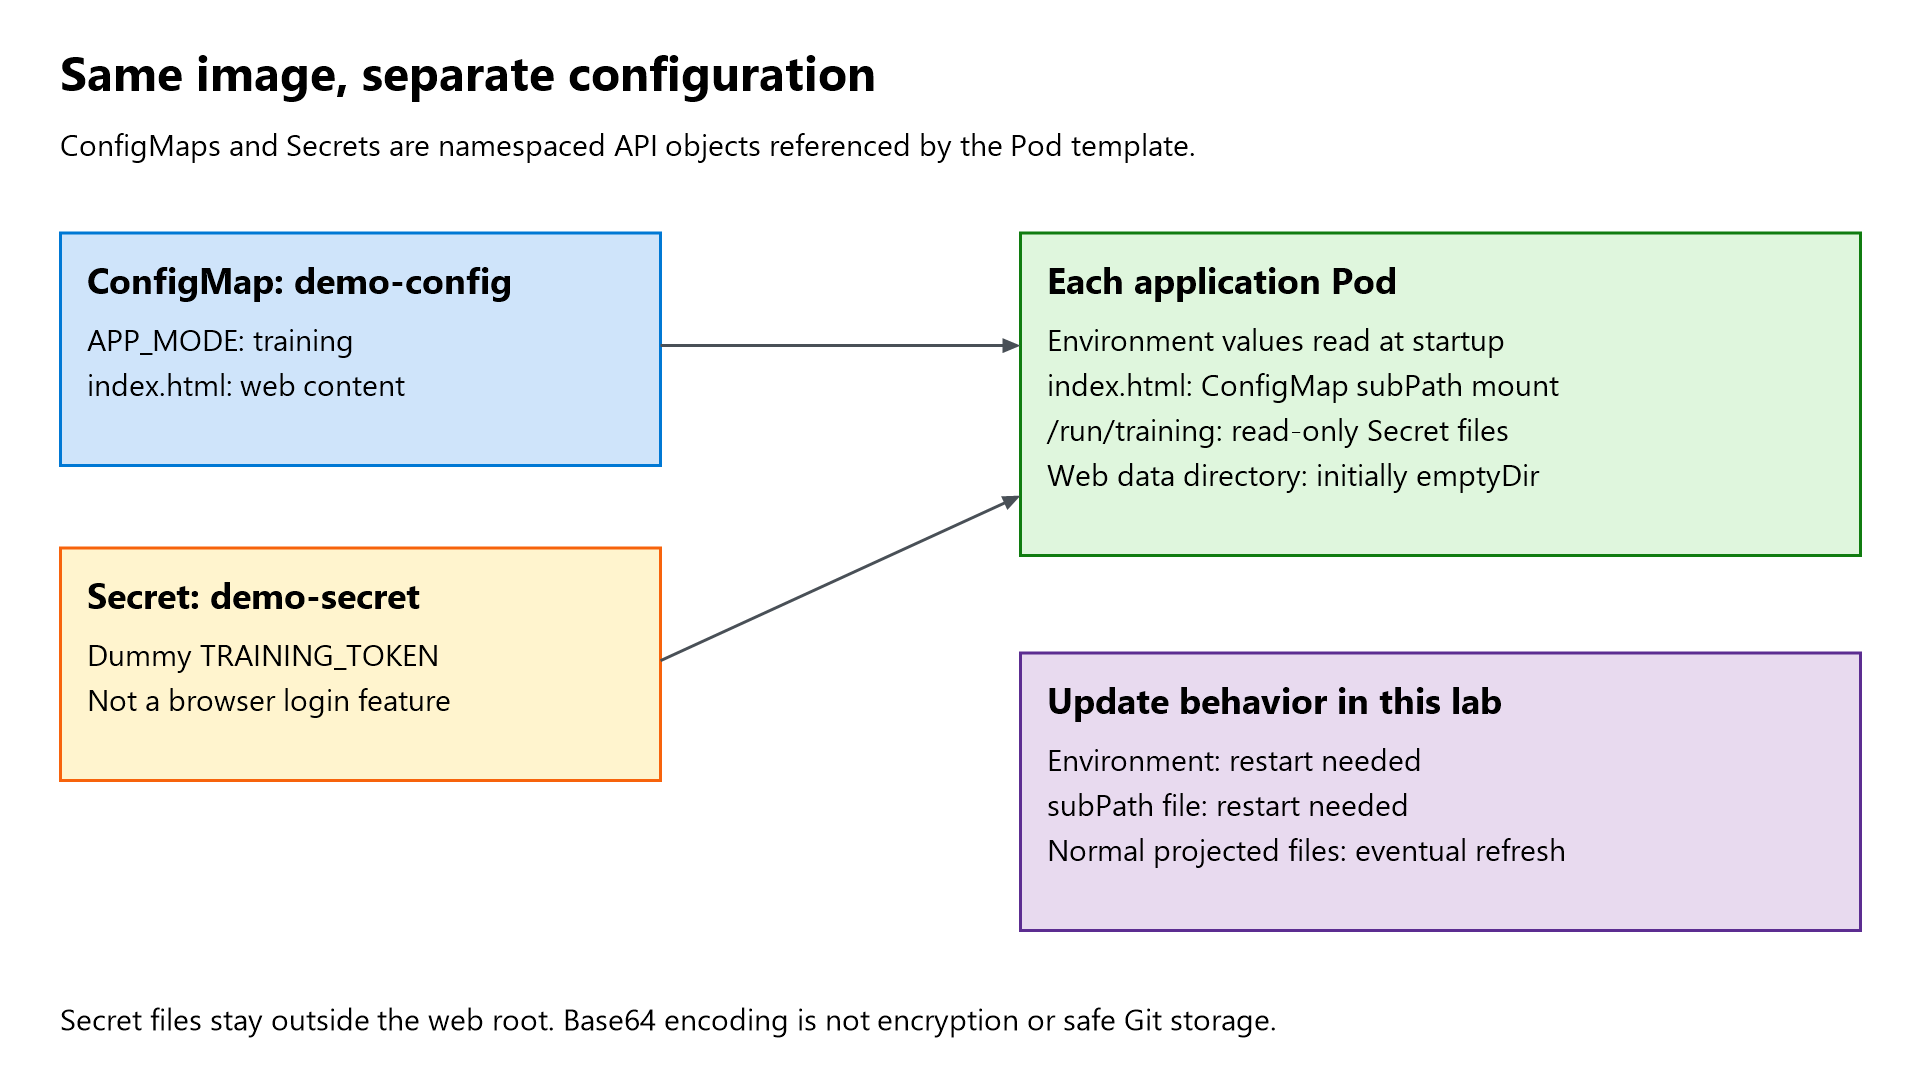 Same image, separate configuration
ConfigMaps and Secrets are namespaced API objects referenced by the Pod template.
ConfigMap: demo-config
APP_MODE: training
index.html: web content
Secret: demo-secret
Dummy TRAINING_TOKEN
Not a browser login feature
Each application Pod
Environment values read at startup
index.html: ConfigMap subPath mount
/run/training: read-only Secret files
Web data directory: initially emptyDir
Update behavior in this lab
Environment: restart needed
subPath file: restart needed
Normal projected files: eventual refresh
Secret files stay outside the web root. Base64 encoding is not encryption or safe Git storage.